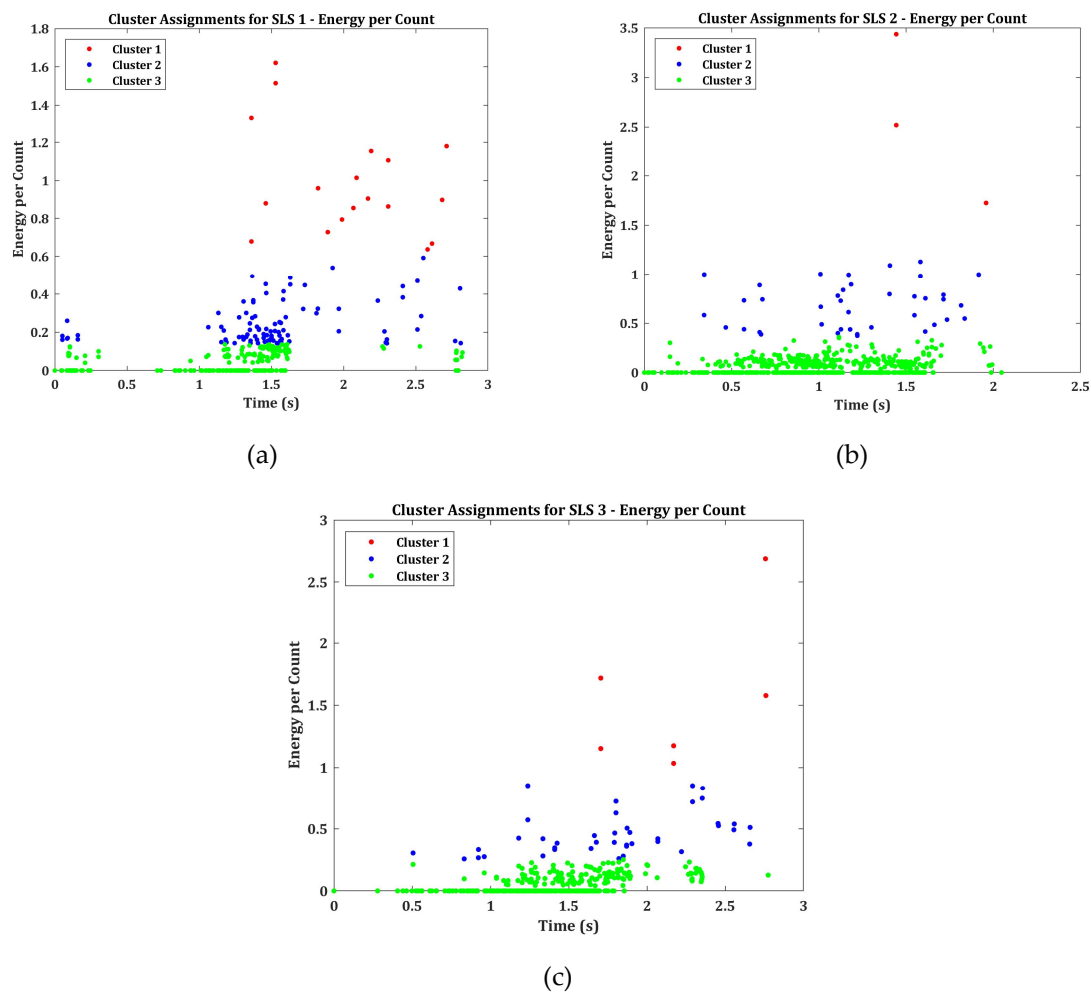 Cluster Assignments for SLS 1 - Energy per Count
1.8
1.6
1.4
1.2
1
0.8
0.6
0.4
0.2
0
Energy per Count
Cluster 1
Cluster 2
Cluster 3
0 0.5 1 1.5 2 2.5 3
Time (s)
(a)
Cluster Assignments for SLS 2 - Energy per Count
3.5
3
2.5
2
1.5
1
0.5
0
Energy per Count
Cluster 1
Cluster 2
Cluster 3
0 0.5 1 1.5 2 2.5
Time (s)
(b)
Cluster Assignments for SLS 3 - Energy per Count
3
2.5
2
1.5
1
0.5
0
Energy per Count
Cluster 1
Cluster 2
Cluster 3
0 0.5 1 1.5 2 2.5 3
Time (s)
(c)